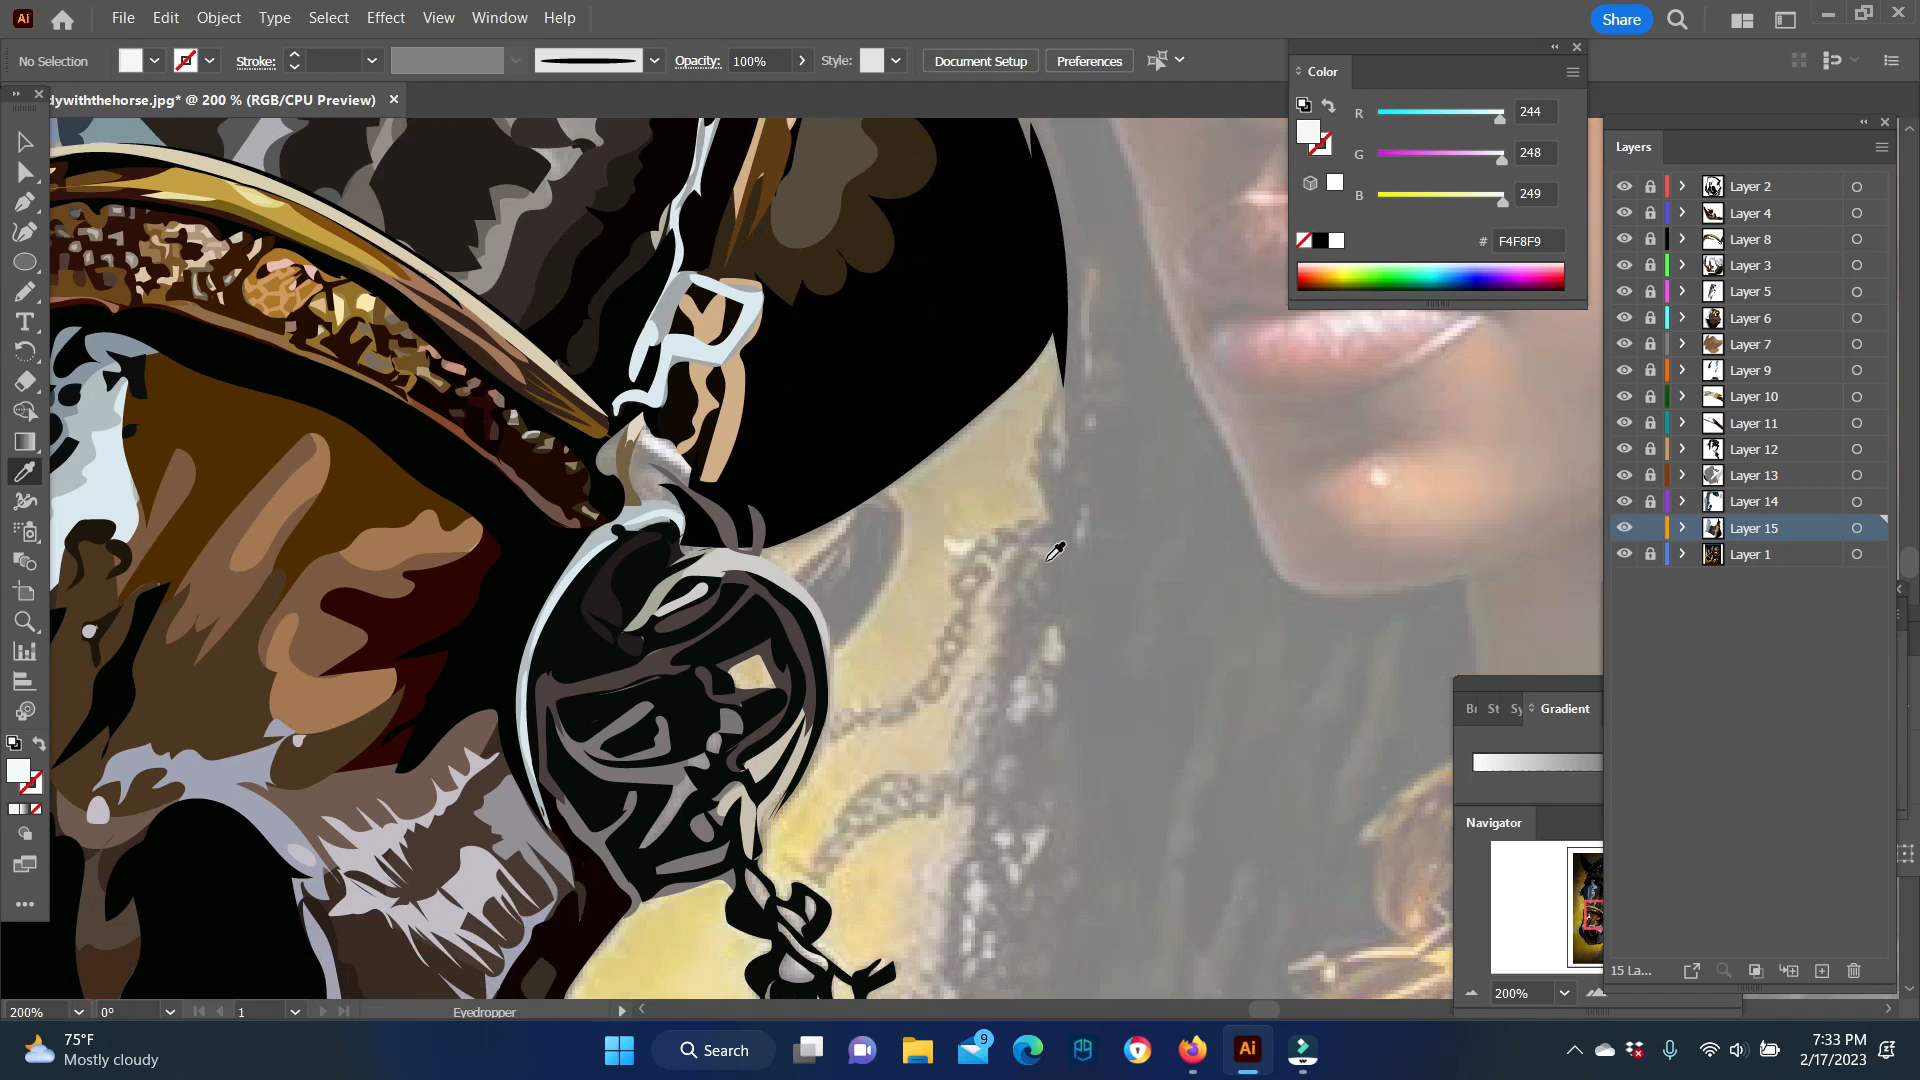 Ai File Edit Object Type Select Effect View Window Help Share
No Selection Stroke: Opacity: 100% Style: Document Setup Preferences
dywiththehorse.jpg* @ 200 % (RGB/CPU Preview)
Color
R 244
G 248
B 249
# F4F8F9
Layers
Layer 2
Layer 4
Layer 8
Layer 3
Layer 5
Layer 6
Layer 7
Layer 9
Layer 10
Layer 11
Layer 12
Layer 13
Layer 14
Layer 15
Layer 1
Br St Sy Gradient
Navigator
200%
15 La...
200% 0° 1 Eyedropper
75°F
Mostly cloudy
Search
9
Ai
7:33 PM
2/17/2023